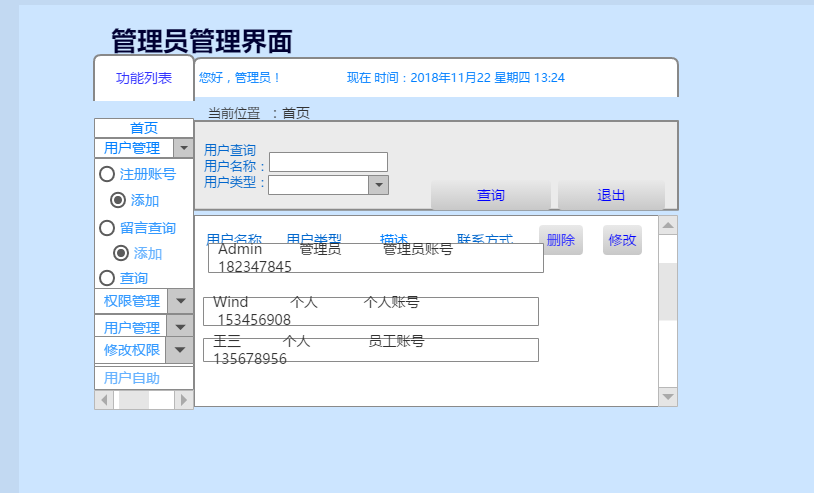 管理员管理界面
功能列表
您好，管理员！ 现在 时间：2018年11月22 星期四 13:24
当前位置 ：首页
首页
用户管理
注册账号
添加
留言查询
添加
查询
权限管理
用户管理
修改权限
用户自助
用户查询
用户名称：
用户类型：
查询 退出
用户名称 用户类型 描述 联系方式 删除 修改
Admin 管理员 管理员账号
182347845
Wind 个人 个人账号
153456908
王三 个人 员工账号
135678956